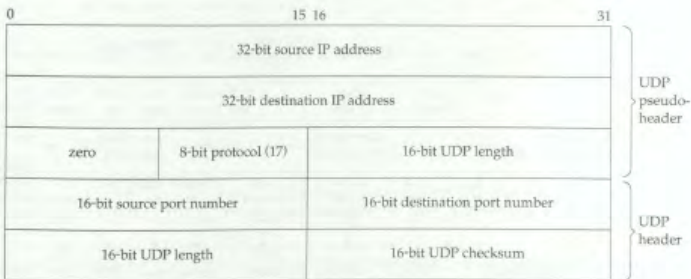 0 15 16 31
32-bit source IP address
32-bit destination IP address
UDP
pseudo-
header
zero 8-bit protocol (17) 16-bit UDP length
16-bit source port number 16-bit destination port number
UDP
header
16-bit UDP length 16-bit UDP checksum